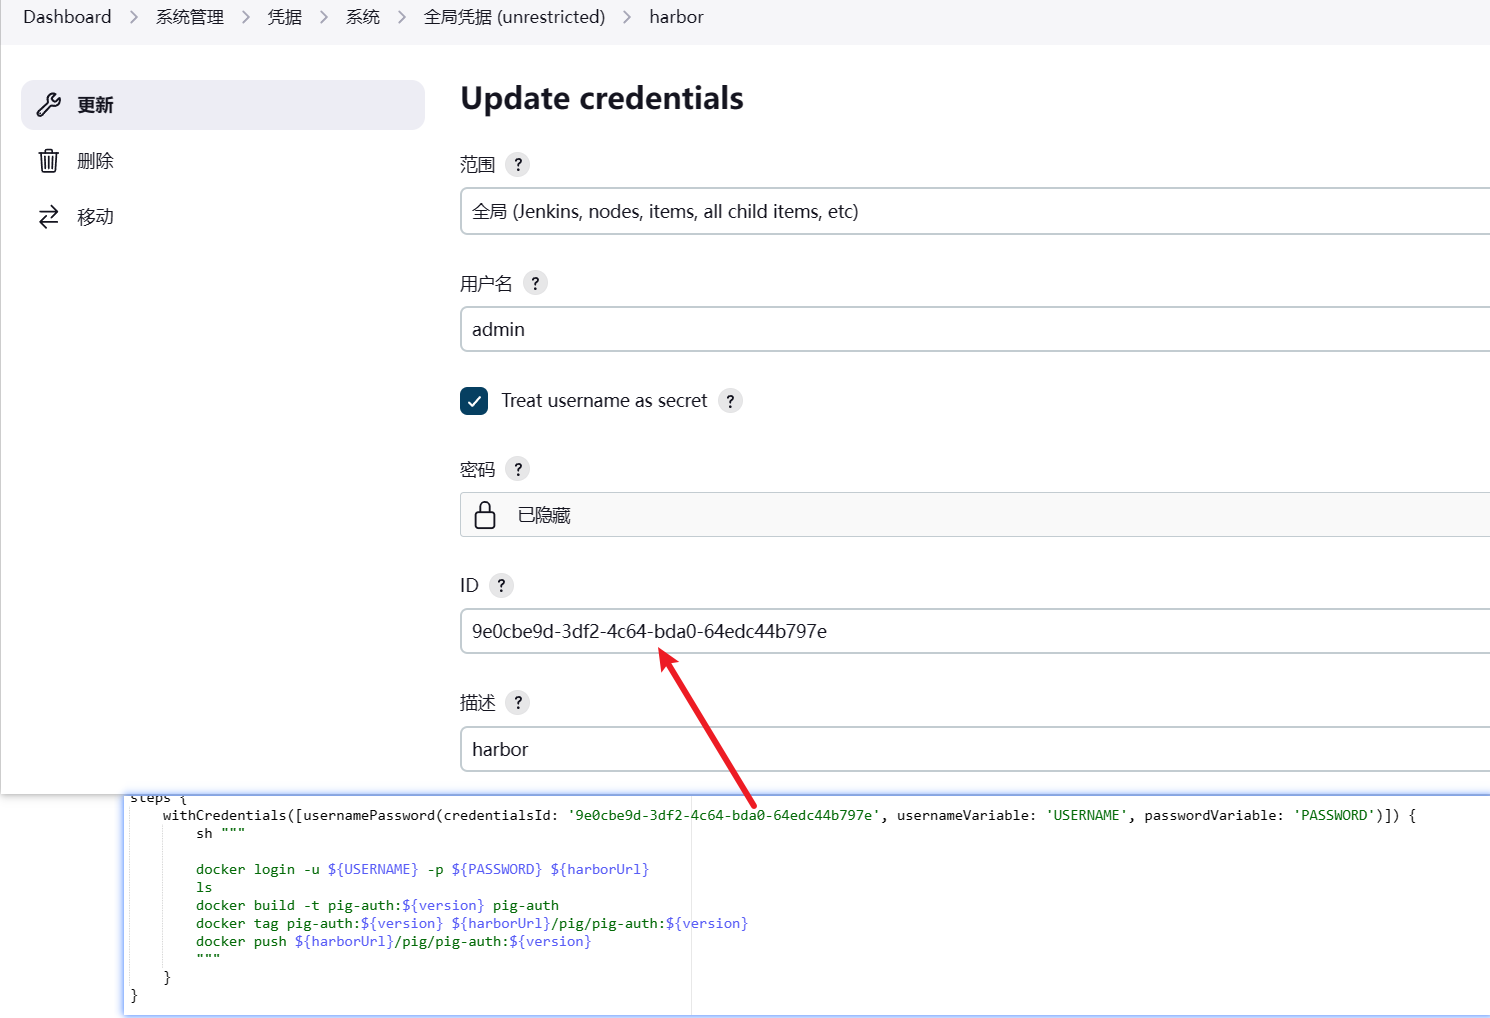 Dashboard > 系统管理 > 凭据 > 系统 > 全局凭据 (unrestricted) > harbor
更新
删除
移动
Update credentials
范围 ?
全局 (Jenkins, nodes, items, all child items, etc)
用户名 ?
admin
Treat username as secret ?
密码 ?
已隐藏
ID ?
9e0cbe9d-3df2-4c64-bda0-64edc44b797e
描述 ?
harbor
steps {
withCredentials([usernamePassword(credentialsId: '9e0cbe9d-3df2-4c64-bda0-64edc44b797e', usernameVariable: 'USERNAME', passwordVariable: 'PASSWORD')]) {
sh """
docker login -u ${USERNAME} -p ${PASSWORD} ${harborUrl}
ls
docker build -t pig-auth:${version} pig-auth
docker tag pig-auth:${version} ${harborUrl}/pig/pig-auth:${version}
docker push ${harborUrl}/pig/pig-auth:${version}
"""
}
}